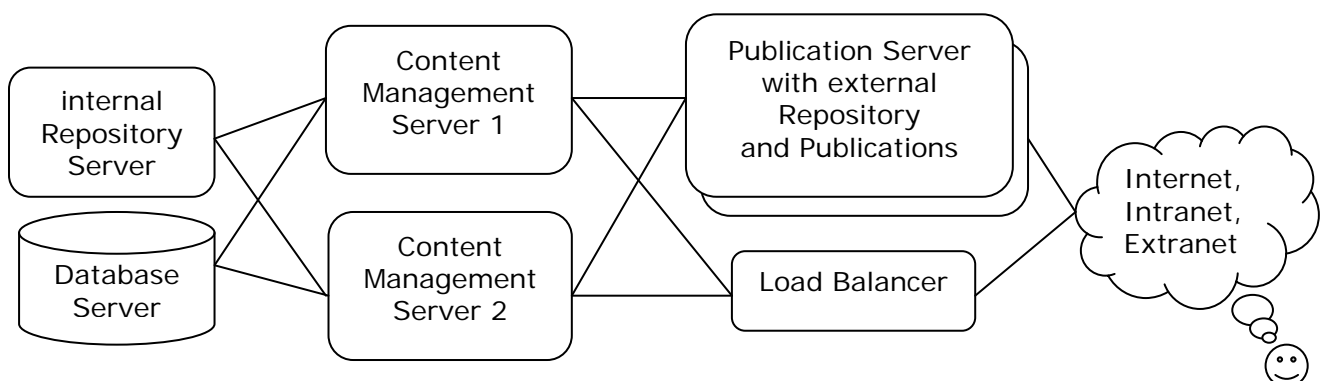 internal
Repository
Server
Database
Server
Content
Management
Server 1
Content
Management
Server 2
Publication Server
with external
Repository
and Publications
Load Balancer
Internet,
Intranet,
Extranet